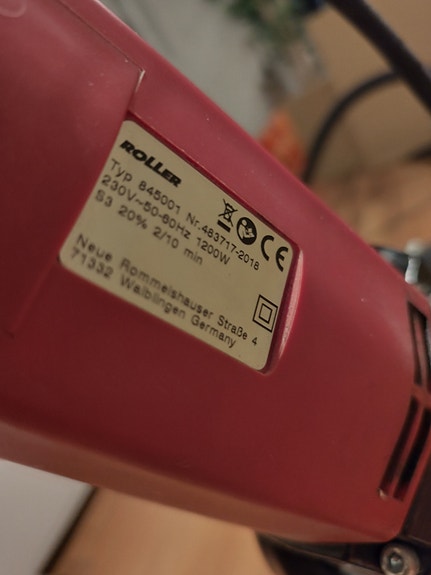 ROLLER
Typ 845001 Nr.483717-2018
230V~50-60Hz 1200W
S3 20% 2/10 min
Neue Rommelshauser Straße 4
71332 Waiblingen Germany
CE